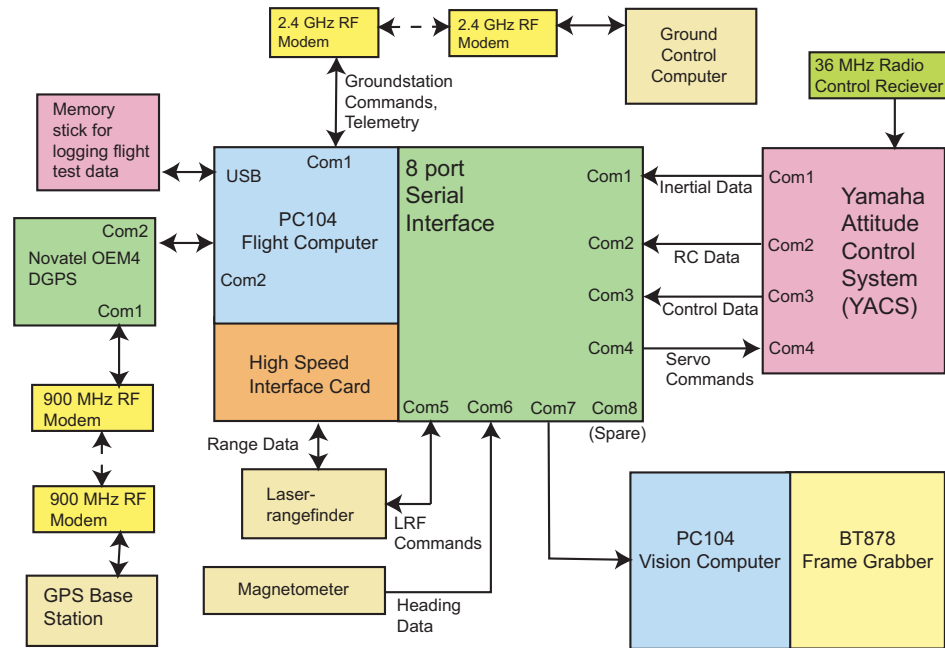 2.4 GHz RF
Modem
2.4 GHz RF
Modem
Ground
Control
Computer
36 MHz Radio
Control Reciever
Groundstation
Commands,
Telemetry
Memory
stick for
logging flight
test data
USB
Com1
PC104
Flight Computer
Com2
8 port
Serial
Interface
Com1
Com2
Com3
Com4
Inertial Data
RC Data
Control Data
Servo
Commands
Com1
Com2
Com3
Com4
Yamaha
Attitude
Control
System
(YACS)
Com2
Novatel OEM4
DGPS
Com1
High Speed
Interface Card
Com5
Com6
Com7
Com8
(Spare)
900 MHz RF
Modem
Range Data
Laser-
rangefinder
LRF
Commands
900 MHz RF
Modem
Magnetometer
Heading
Data
GPS Base
Station
PC104
Vision Computer
BT878
Frame Grabber